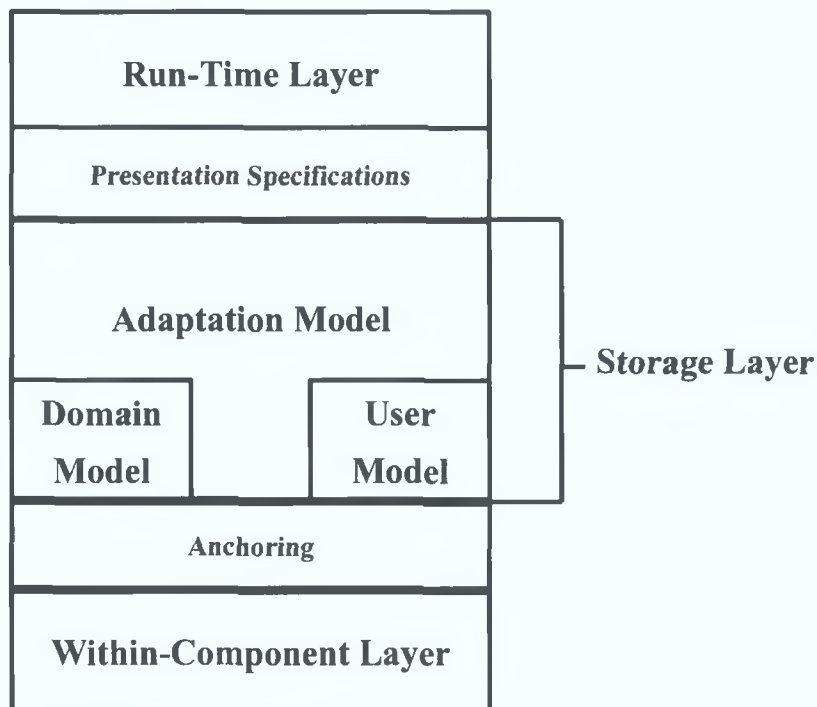 Run-Time Layer
Presentation Specifications
Adaptation Model
Storage Layer
Domain
Model
User
Model
Anchoring
Within-Component Layer